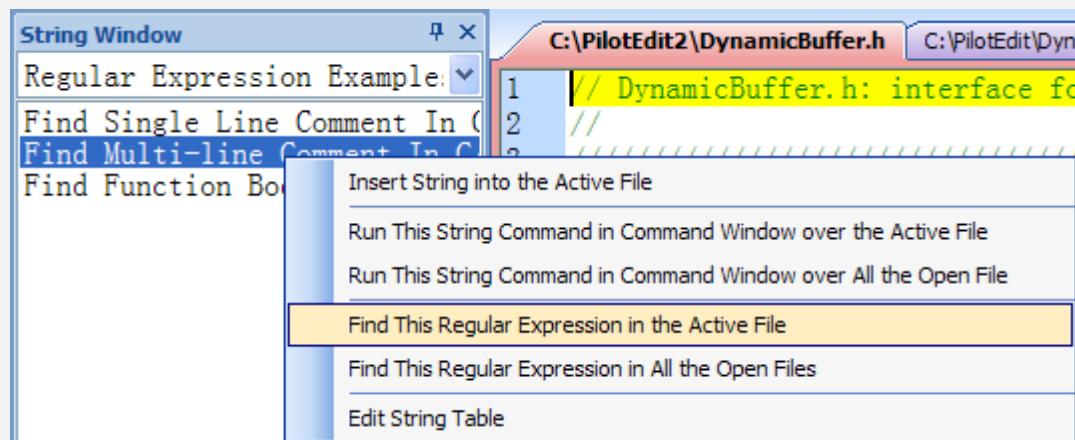 String Window
Regular Expression Example:
Find Single Line Comment In C
Find Multi-line Comment In C
Find Function Bo
C:\PilotEdit2\DynamicBuffer.h
C:\PilotEdit\Dyn
1 // DynamicBuffer.h: interface fo
2 //
Insert String into the Active File
Run This String Command in Command Window over the Active File
Run This String Command in Command Window over All the Open File
Find This Regular Expression in the Active File
Find This Regular Expression in All the Open Files
Edit String Table